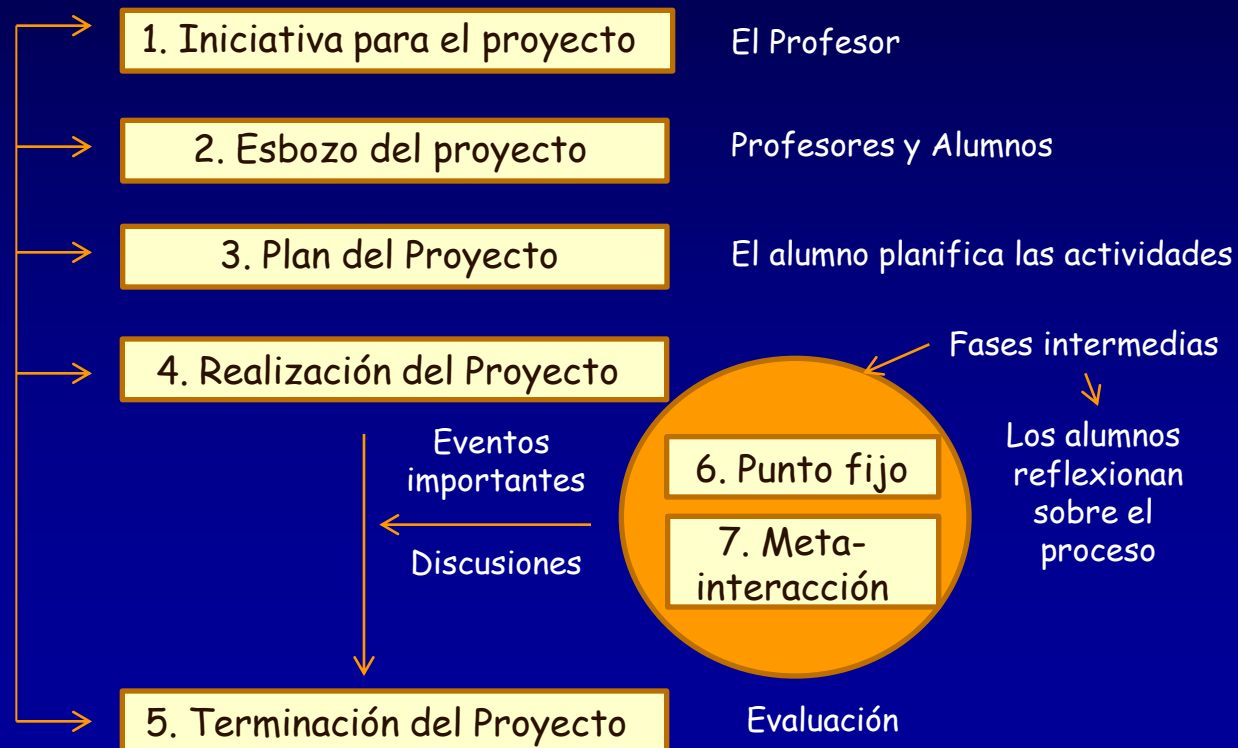 1. Iniciativa para el proyecto
El Profesor
2. Esbozo del proyecto
Profesores y Alumnos
3. Plan del Proyecto
El alumno planifica las actividades
4. Realización del Proyecto
Fases intermedias
Los alumnos
reflexionan
sobre el
proceso
Eventos
importantes
Discusiones
6. Punto fijo
7. Meta-
interacción
5. Terminación del Proyecto
Evaluación